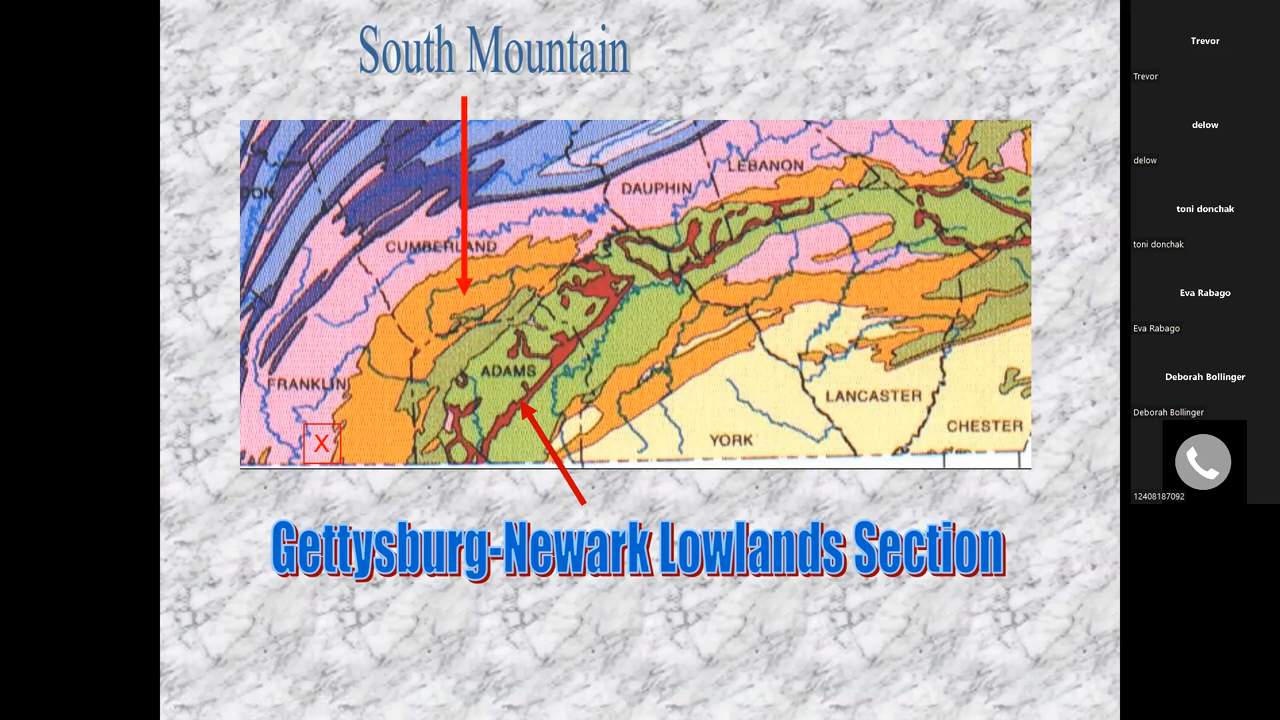 South Mountain
LEBANON
DAUPHIN
ON
CUMBERLAND
ADAMS
FRANKLIN
LANCASTER
CHESTER
X
YORK
Gettysburg-Newark Lowlands Section
Trevor
Trevor
delow
delow
toni donchak
toni donchak
Eva Rabago
Eva Rabago
Deborah Bollinger
Deborah Bollinger
12408187092